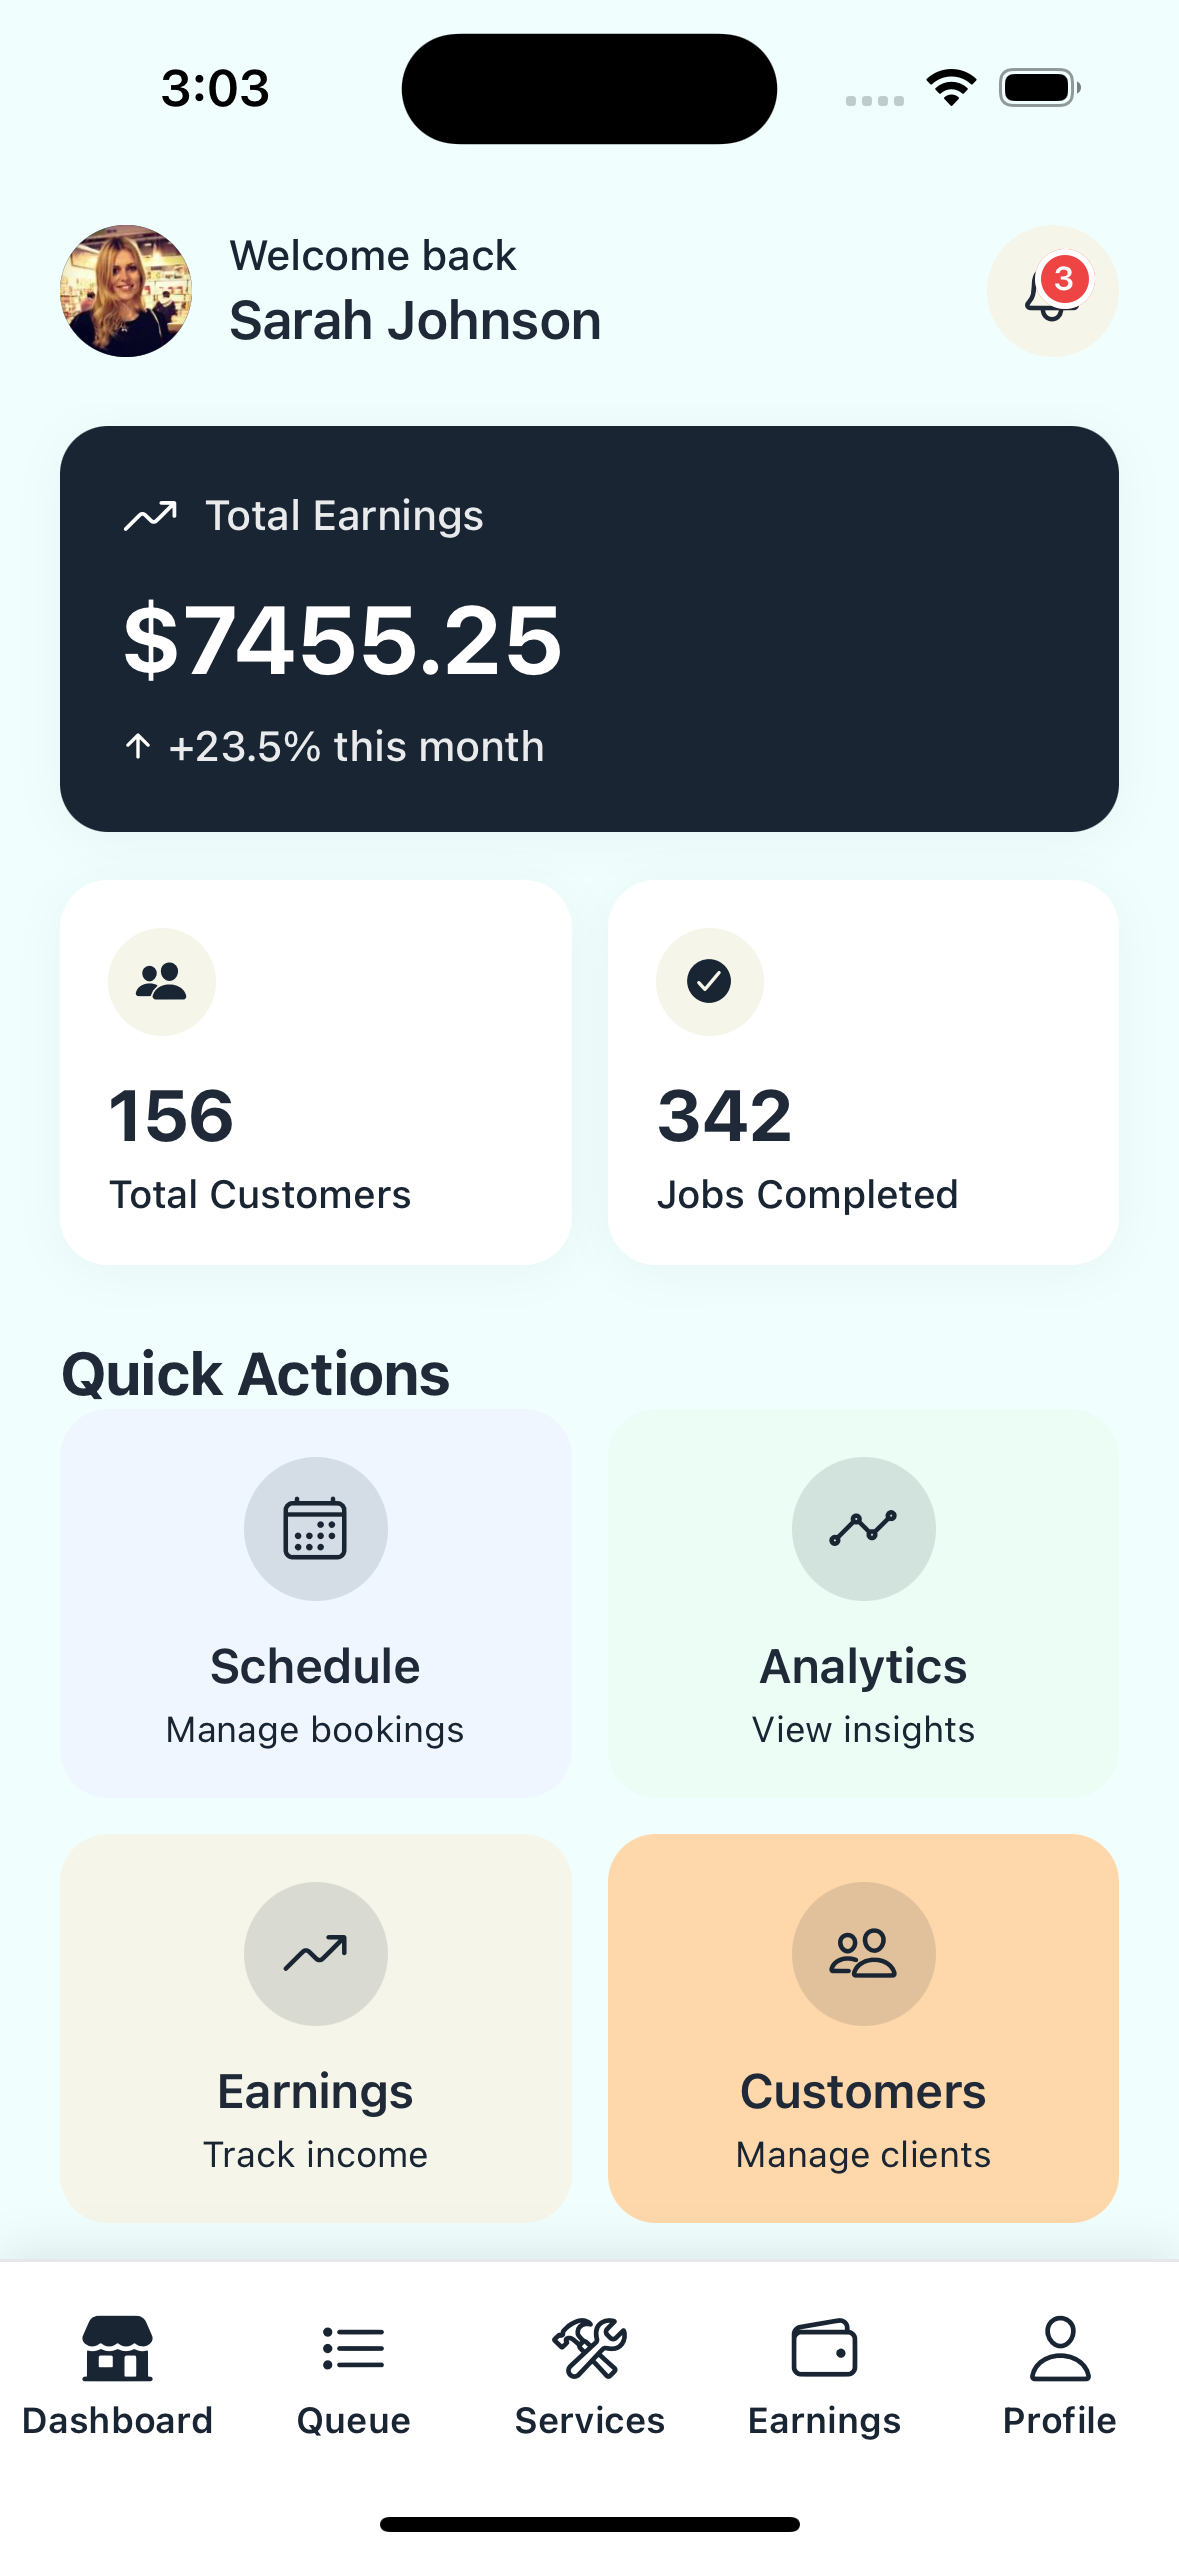 3:03
Welcome back
Sarah Johnson
3
Total Earnings
$7455.25
+23.5% this month
156
Total Customers
342
Jobs Completed
Quick Actions
Schedule
Manage bookings
Analytics
View insights
Earnings
Track income
Customers
Manage clients
Dashboard
Queue
Services
Earnings
Profile